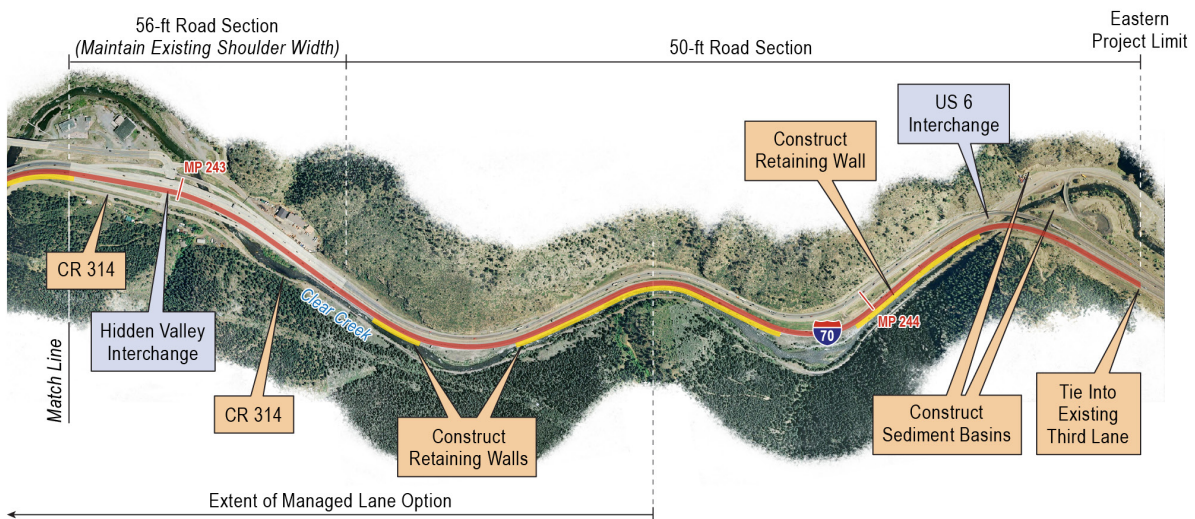 56-ft Road Section
(Maintain Existing Shoulder Width)
50-ft Road Section
Eastern
Project Limit
US 6
Interchange
Construct
Retaining Wall
MP 243
CR 314
Hidden Valley
Interchange
Clear Creek
Match Line
CR 314
Construct
Retaining Walls
70
MP 244
Construct
Sediment Basins
Tie Into
Existing
Third Lane
Extent of Managed Lane Option